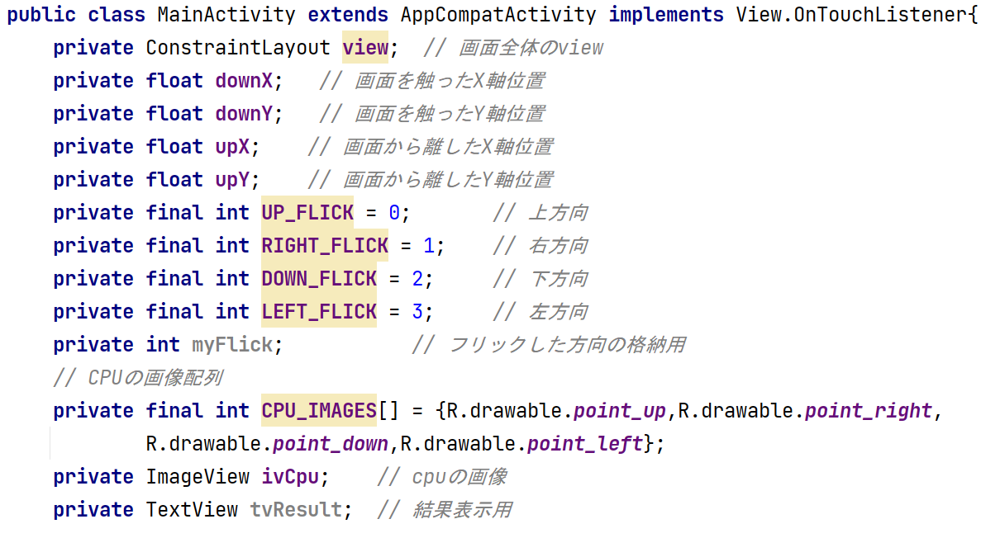 public class MainActivity extends AppCompatActivity implements View.OnTouchListener{
private ConstraintLayout view;  // 画面全体のview
private float downX;   // 画面を触ったX軸位置
private float downY;   // 画面を触ったY軸位置
private float upX;    // 画面から離したX軸位置
private float upY;    // 画面から離したY軸位置
private final int UP_FLICK = 0;       // 上方向
private final int RIGHT_FLICK = 1;    // 右方向
private final int DOWN_FLICK = 2;     // 下方向
private final int LEFT_FLICK = 3;     // 左方向
private int myFlick;           // フリックした方向の格納用
// CPUの画像配列
private final int CPU_IMAGES[] = {R.drawable.point_up,R.drawable.point_right,
R.drawable.point_down,R.drawable.point_left};
private ImageView ivCpu;    // cpuの画像
private TextView tvResult;  // 結果表示用